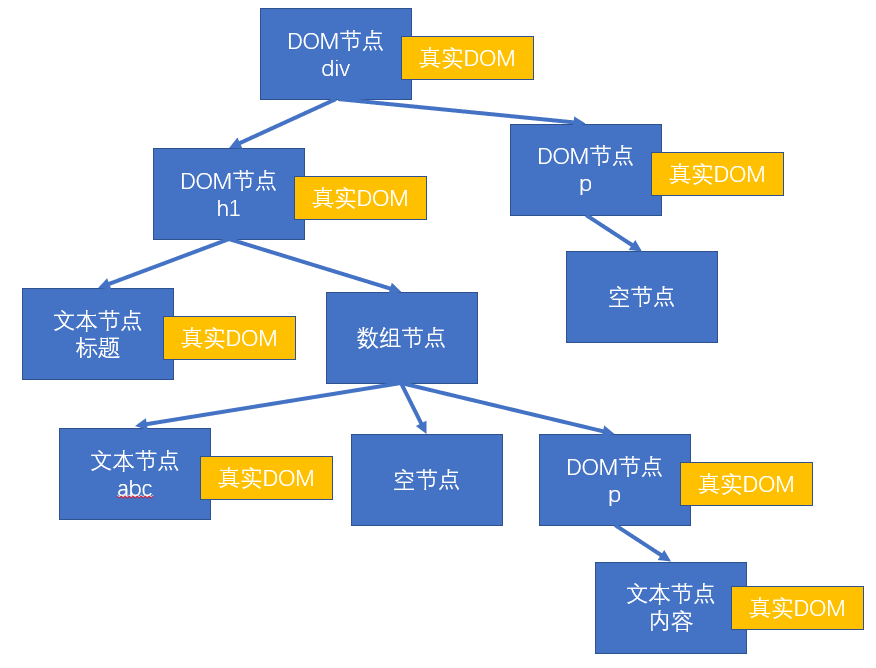 DOM节点
div
真实DOM
DOM节点
p
真实DOM
DOM节点
h1
真实DOM
空节点
文本节点
标题
真实DOM
数组节点
文本节点
abc
真实DOM
空节点
DOM节点
p
真实DOM
文本节点
内容
真实DOM